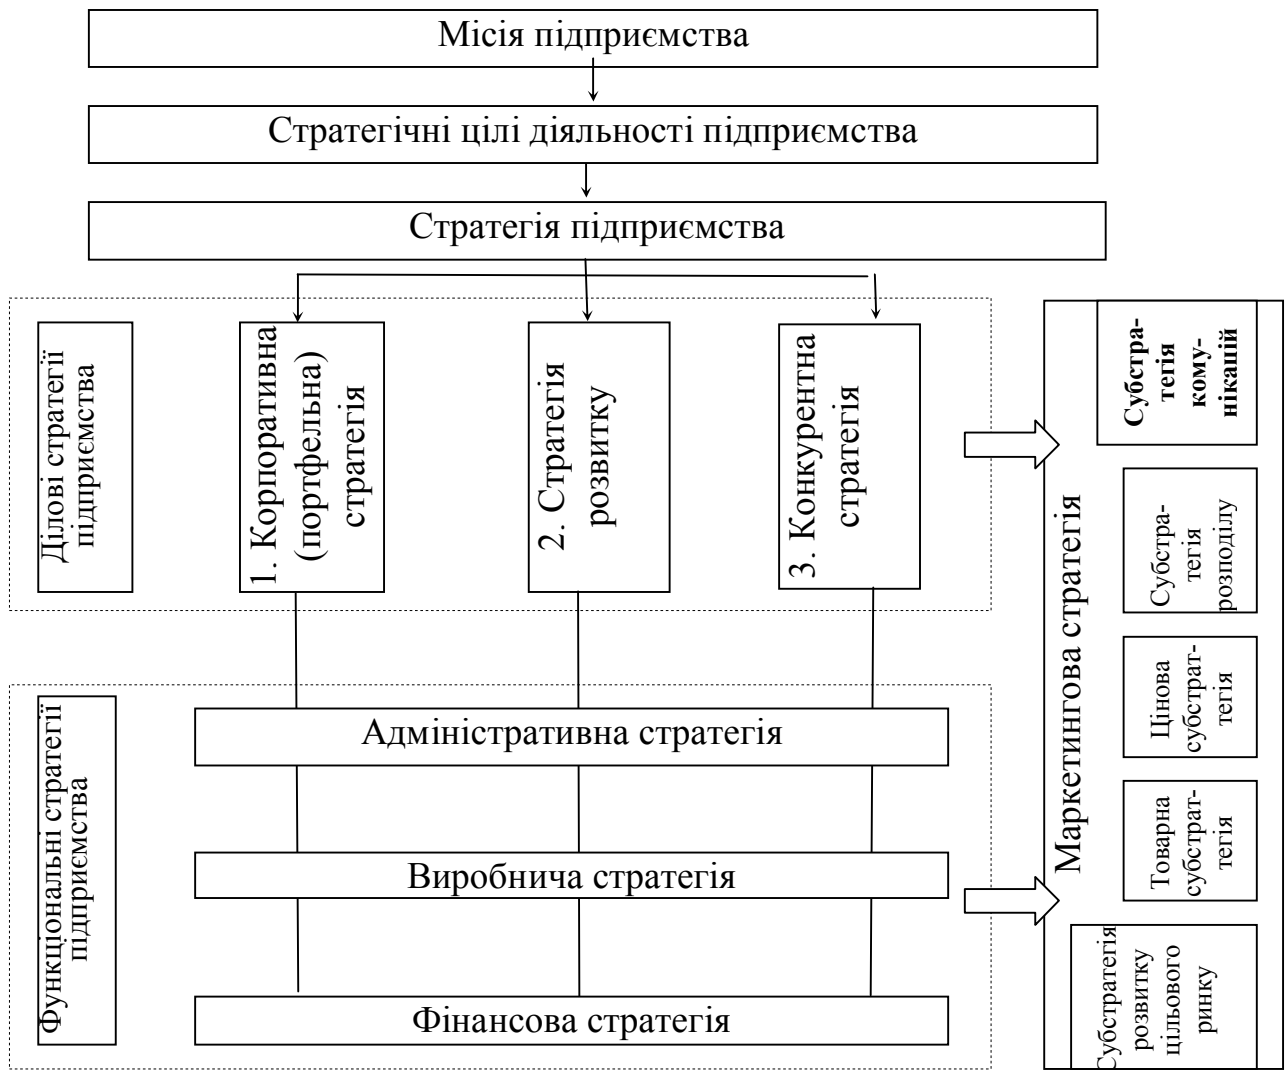 Місія підприємства
Стратегічні цілі діяльності підприємства
Стратегія підприємства
Ділові стратегії
підприємства
1. Корпоративна
(портфельна)
стратегія
2. Стратегія
розвитку
3. Конкурентна
стратегія
Функціональні стратегії
підприємства
Адміністративна стратегія
Виробнича стратегія
Фінансова стратегія
Маркетингова стратегія
Субстра-
тегія
кому-
нікацій
Субстра-
тегія
розподілу
Цінова
субстрат-
тегія
Товарна
субстрат-
тегія
Субстратегія
розвитку
цільового
ринку